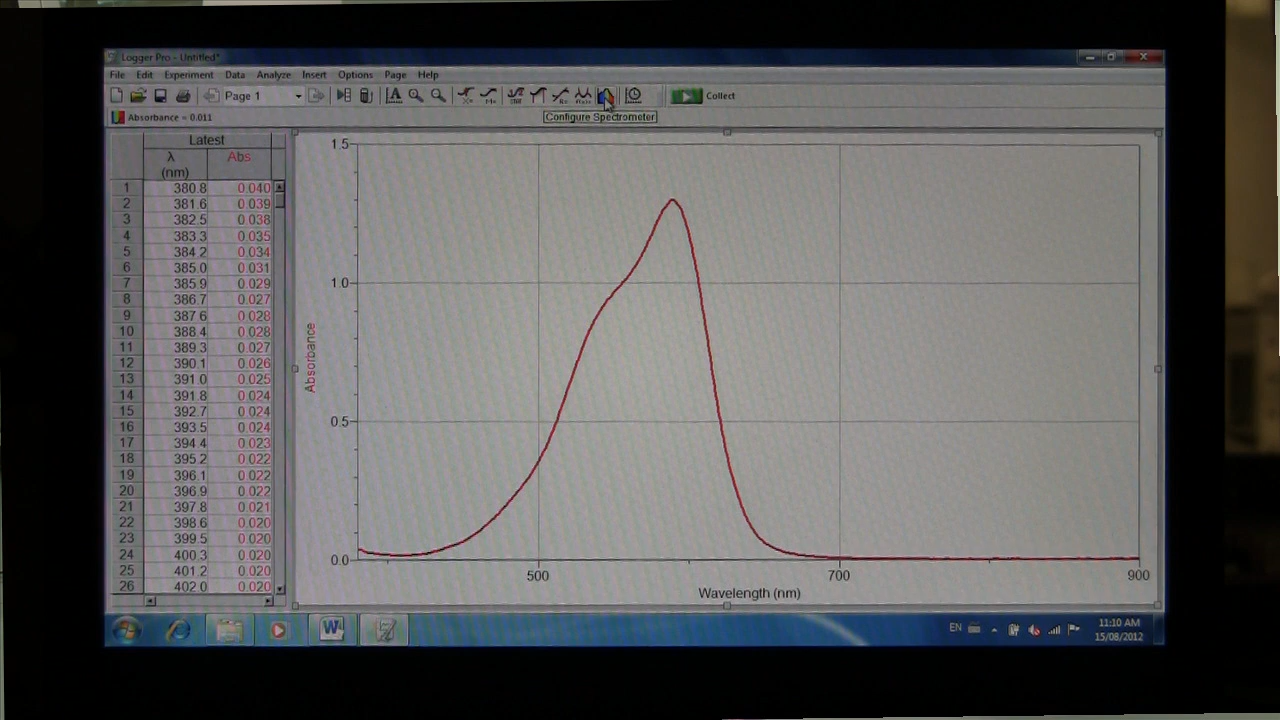 Logger Pro - Untitled*
File Edit Experiment Data Analyze Insert Options Page Help
Page 1
Collect
Configure Spectrometer
Absorbance = 0.011
Latest
λ Abs
(nm)
1 380.8 0.040
2 381.6 0.039
3 382.5 0.038
4 383.3 0.035
5 384.2 0.034
6 385.0 0.031
7 385.9 0.029
8 386.7 0.027
9 387.6 0.028
10 388.4 0.028
11 389.3 0.027
12 390.1 0.026
13 391.0 0.025
14 391.8 0.024
15 392.7 0.024
16 393.5 0.024
17 394.4 0.023
18 395.2 0.022
19 396.1 0.022
20 396.9 0.022
21 397.8 0.021
22 398.6 0.020
23 399.5 0.020
24 400.3 0.020
25 401.2 0.020
26 402.0 0.020
1.5
1.0
0.5
0.0
Absorbance
500 700 900
Wavelength (nm)
EN
11:10 AM
15/08/2012